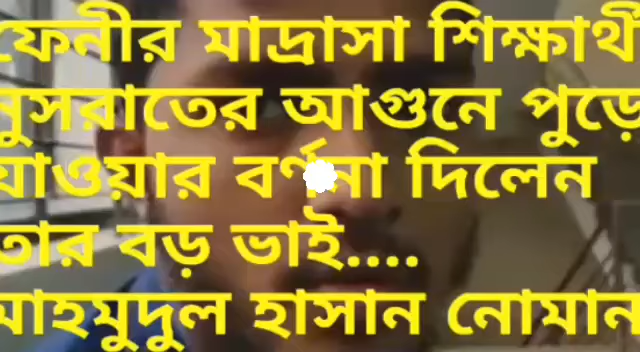 ফেনীর মাদ্রাসা শিক্ষার্থী
নুসরাতের আগুনে পুড়ে
যাওয়ার বর্ণনা দিলেন
তার বড় ভাই....
মাহমুদুল হাসান নোমান